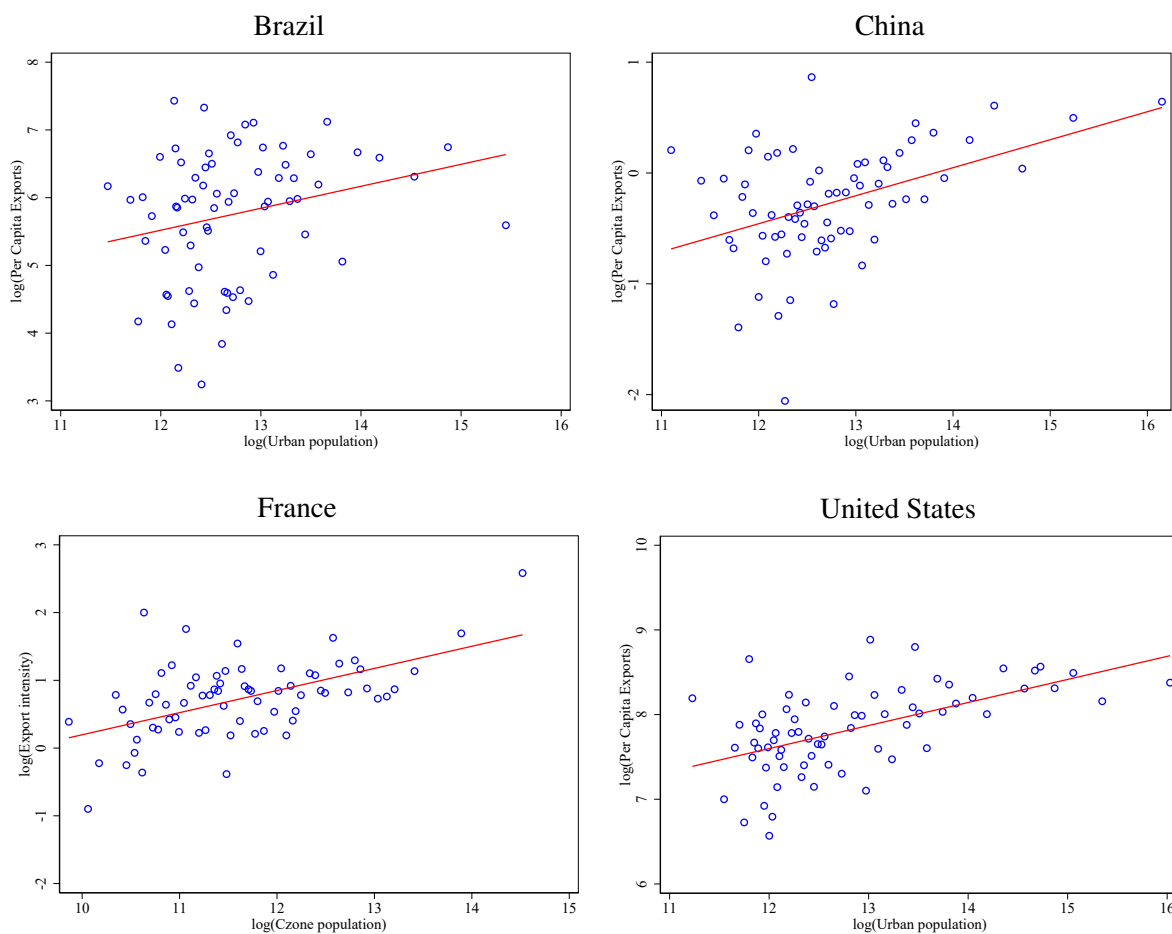 Brazil
log(Per Capita Exports)
8
7
6
5
4
3
11 12 13 14 15 16
log(Urban population)
China
log(Per Capita Exports)
1
0
-1
-2
11 12 13 14 15 16
log(Urban population)
France
log(Export intensity)
3
2
1
0
-1
-2
10 11 12 13 14 15
log(Czone population)
United States
log(Per Capita Exports)
10
9
8
7
6
11 12 13 14 15 16
log(Urban population)